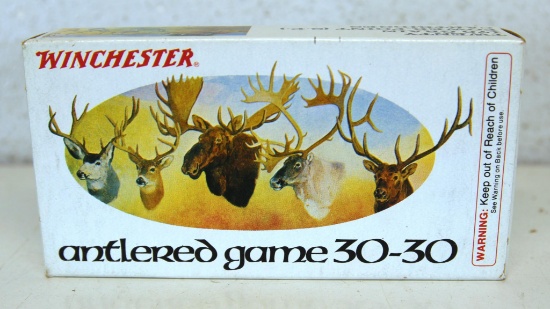 WINCHESTER®
antlered game 30-30
WARNING: Keep out of Reach of Children
See Warning on Back before use.